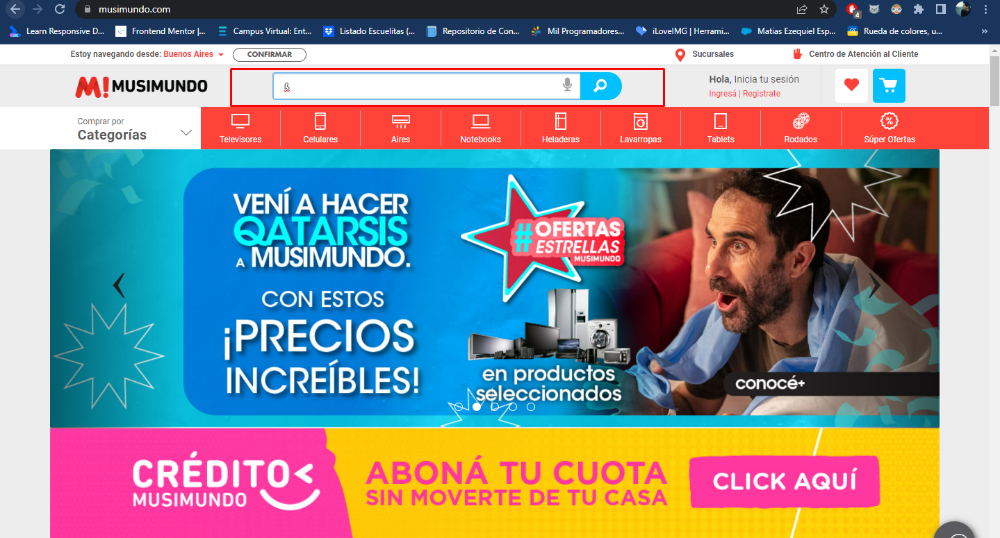 musimundo.com
4
Learn Responsive D...
Frontend Mentor |...
Campus Virtual: Ent...
Listado Escuelitas (...
Repositorio de Con...
Mil Programadores...
iLoveIMG | Herrami...
Matias Ezequiel Esp...
Rueda de colores, u...
»
Estoy navegando desde: Buenos Aires
CONFIRMAR
Sucursales
Centro de Atención al Cliente
M! MUSIMUNDO
ß
Hola, Inicia tu sesión
Ingresá | Registrate
Comprar por
Categorías
Televisores
Celulares
Aires
Notebooks
Heladeras
Lavarropas
Tablets
Rodados
Súper Ofertas
VENÍ A HACER
QATARSIS
A MUSIMUNDO.
CON ESTOS
¡PRECIOS
INCREÍBLES!
#OFERTAS
ESTRELLAS
MUSIMUNDO
en productos
seleccionados
conocé+
CRÉDITO
MUSIMUNDO
ABONÁ TU CUOTA
SIN MOVERTE DE TU CASA
CLICK AQUÍ